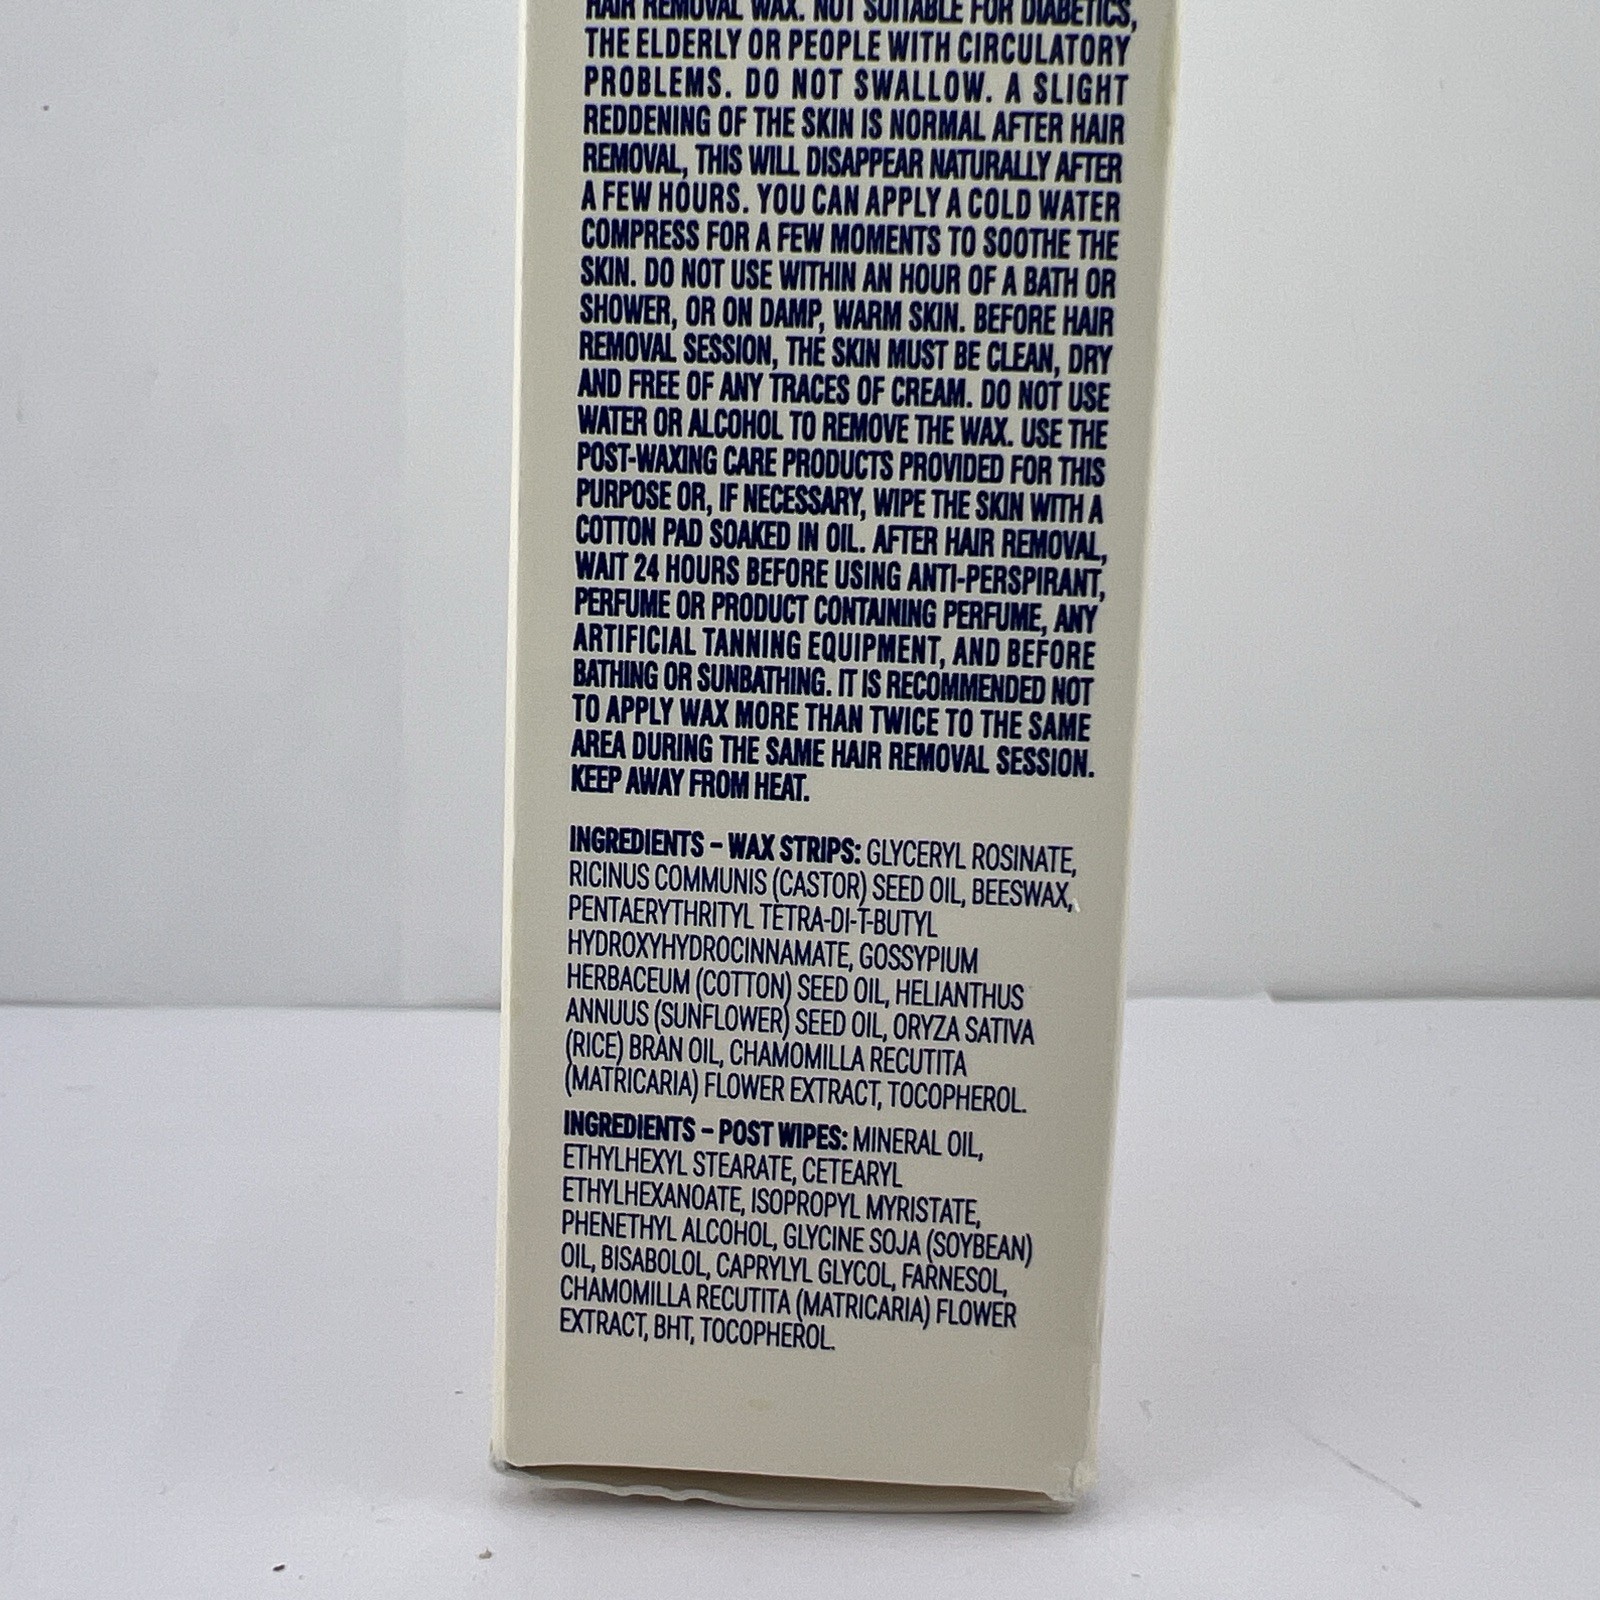 HAIR REMOVAL WAX. NOT SUITABLE FOR DIABETICS,
THE ELDERLY OR PEOPLE WITH CIRCULATORY
PROBLEMS. DO NOT SWALLOW. A SLIGHT
REDDENING OF THE SKIN IS NORMAL AFTER HAIR
REMOVAL, THIS WILL DISAPPEAR NATURALLY AFTER
A FEW HOURS. YOU CAN APPLY A COLD WATER
COMPRESS FOR A FEW MOMENTS TO SOOTHE THE
SKIN. DO NOT USE WITHIN AN HOUR OF A BATH OR
SHOWER, OR ON DAMP, WARM SKIN. BEFORE HAIR
REMOVAL SESSION, THE SKIN MUST BE CLEAN, DRY
AND FREE OF ANY TRACES OF CREAM. DO NOT USE
WATER OR ALCOHOL TO REMOVE THE WAX. USE THE
POST-WAXING CARE PRODUCTS PROVIDED FOR THIS
PURPOSE OR, IF NECESSARY, WIPE THE SKIN WITH A
COTTON PAD SOAKED IN OIL. AFTER HAIR REMOVAL,
WAIT 24 HOURS BEFORE USING ANTI-PERSPIRANT,
PERFUME OR PRODUCT CONTAINING PERFUME, ANY
ARTIFICIAL TANNING EQUIPMENT, AND BEFORE
BATHING OR SUNBATHING. IT IS RECOMMENDED NOT
TO APPLY WAX MORE THAN TWICE TO THE SAME
AREA DURING THE SAME HAIR REMOVAL SESSION.
KEEP AWAY FROM HEAT.
INGREDIENTS – WAX STRIPS: GLYCERYL ROSINATE,
RICINUS COMMUNIS (CASTOR) SEED OIL, BEESWAX,
PENTAERYTHRITYL TETRA-DI-T-BUTYL
HYDROXYHYDROCINNAMATE, GOSSYPIUM
HERBACEUM (COTTON) SEED OIL, HELIANTHUS
ANNUUS (SUNFLOWER) SEED OIL, ORYZA SATIVA
(RICE) BRAN OIL, CHAMOMILLA RECUTITA
(MATRICARIA) FLOWER EXTRACT, TOCOPHEROL.
INGREDIENTS – POST WIPES: MINERAL OIL,
ETHYLHEXYL STEARATE, CETEARYL
ETHYLHEXANOATE, ISOPROPYL MYRISTATE,
PHENETHYL ALCOHOL, GLYCINE SOJA (SOYBEAN)
OIL, BISABOLOL, CAPRYLYL GLYCOL, FARNESOL,
CHAMOMILLA RECUTITA (MATRICARIA) FLOWER
EXTRACT, BHT, TOCOPHEROL.